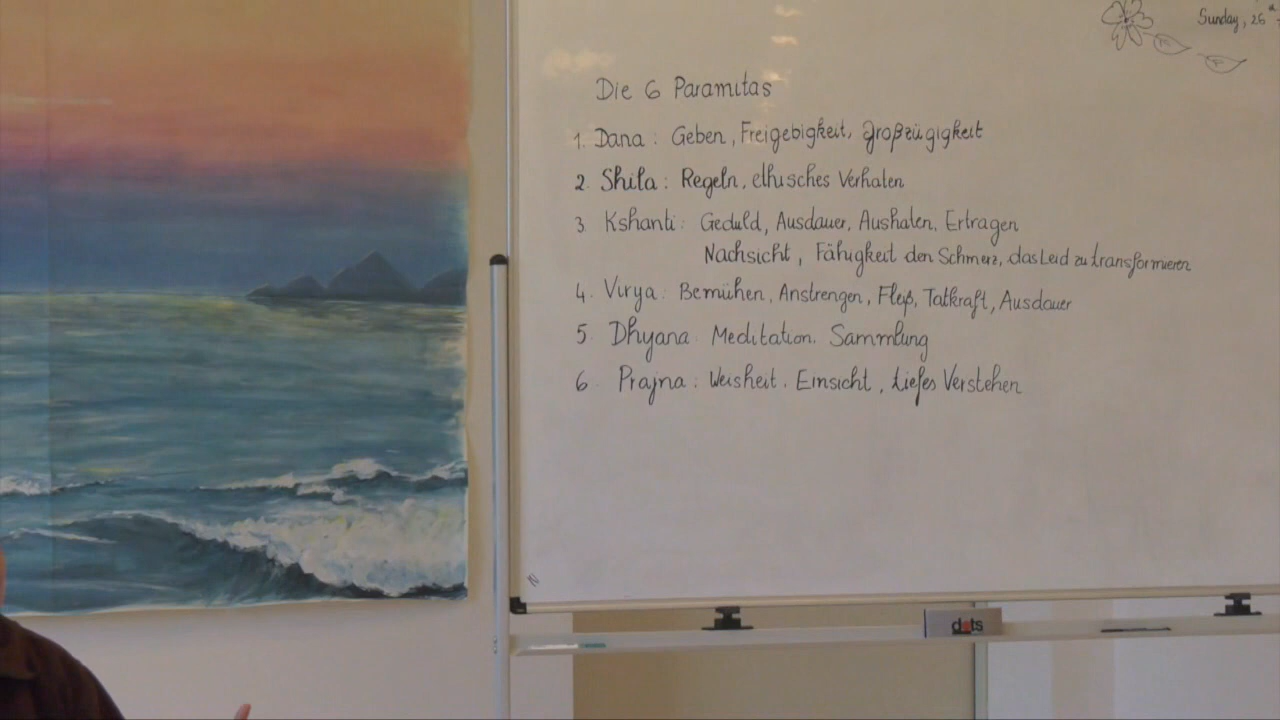 Sunday, 26
Die 6 Paramitas
1. Dana : Geben, Freigebigkeit, Großzügigkeit
2 Shila : Regeln, ethisches Verhalten
3 Kshanti : Geduld, Ausdauer, Aushalten, Ertragen
Nachsicht, Fähigkeit den Schmerz, das Leid zu transformieren
4. Virya : Bemühen, Anstrengen, Fleiß, Tatkraft, Ausdauer
5 Dhyana Meditation. Sammlung
6 Prajna : Weisheit. Einsicht, tiefes Verstehen
dots